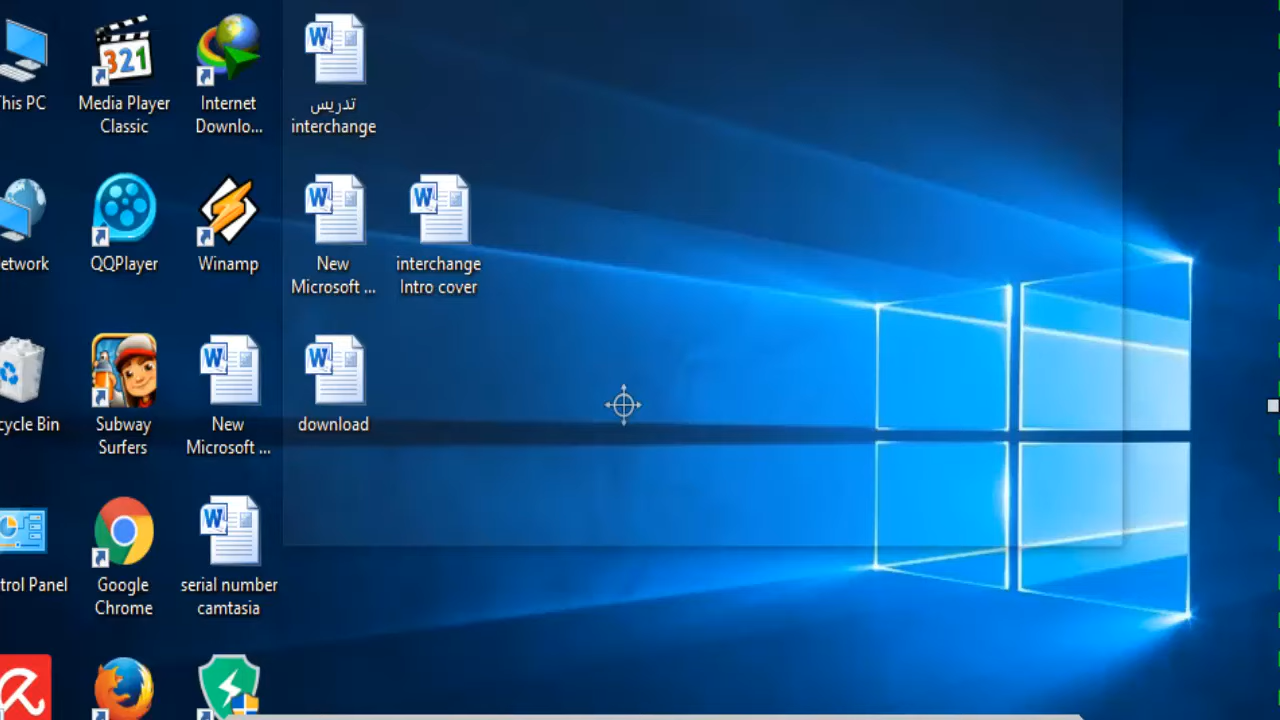 his PC
Media Player
Classic
Internet
Downlo...
تدريس
interchange
etwork
QQPlayer
Winamp
New
Microsoft ...
interchange
Intro cover
cycle Bin
Subway
Surfers
New
Microsoft ...
download
trol Panel
Google
Chrome
serial number
camtasia